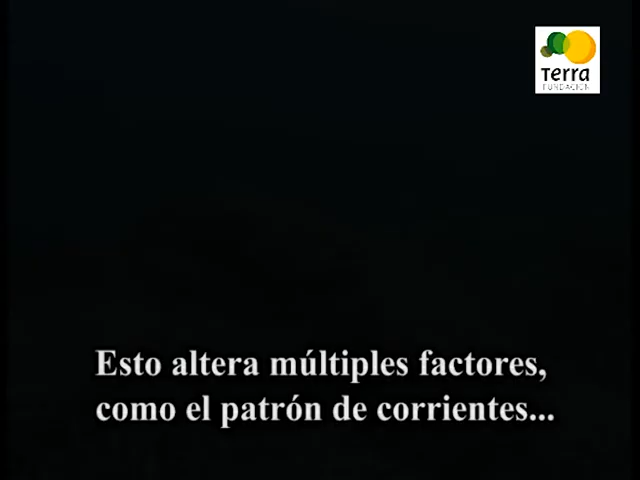 Terra
FUNDACIÓN
Esto altera múltiples factores,
como el patrón de corrientes...